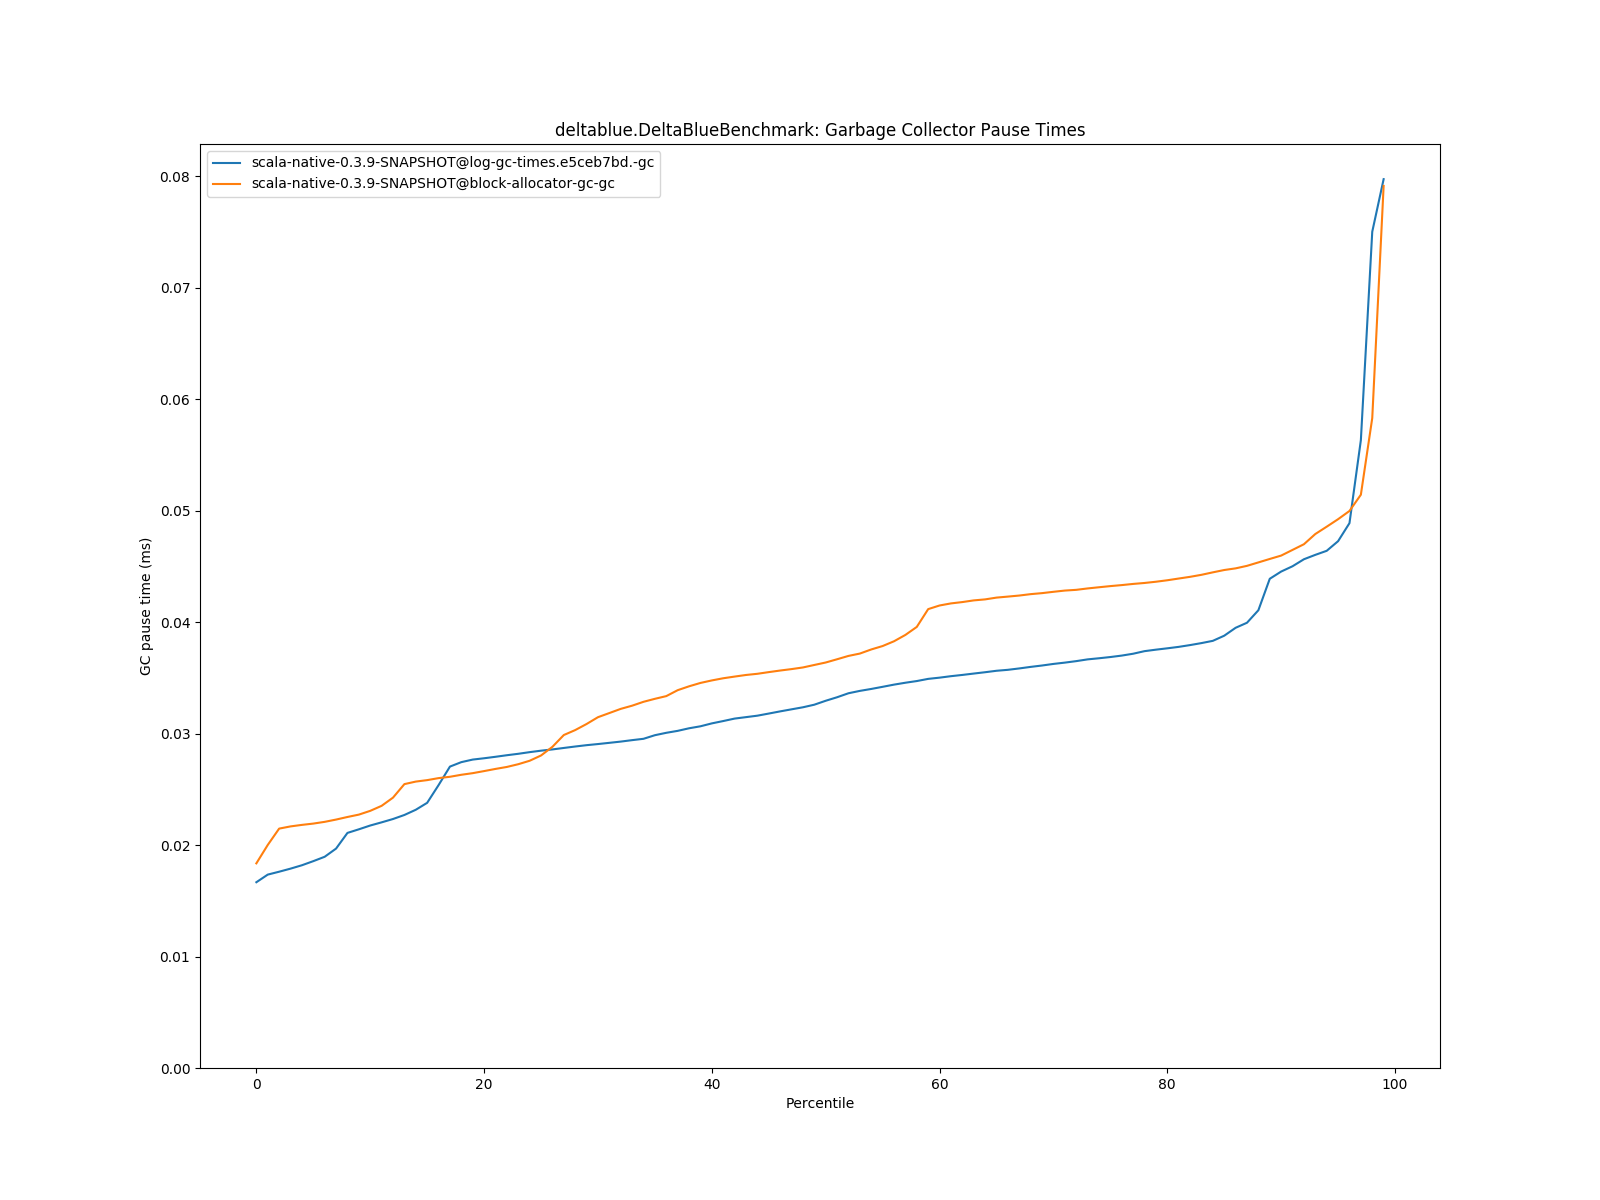 deltablue.DeltaBlueBenchmark: Garbage Collector Pause Times
scala-native-0.3.9-SNAPSHOT@log-gc-times.e5ceb7bd.-gc
scala-native-0.3.9-SNAPSHOT@block-allocator-gc-gc
0.08
0.07
0.06
0.05
0.04
0.03
0.02
0.01
0.00
GC pause time (ms)
0 20 40 60 80 100
Percentile